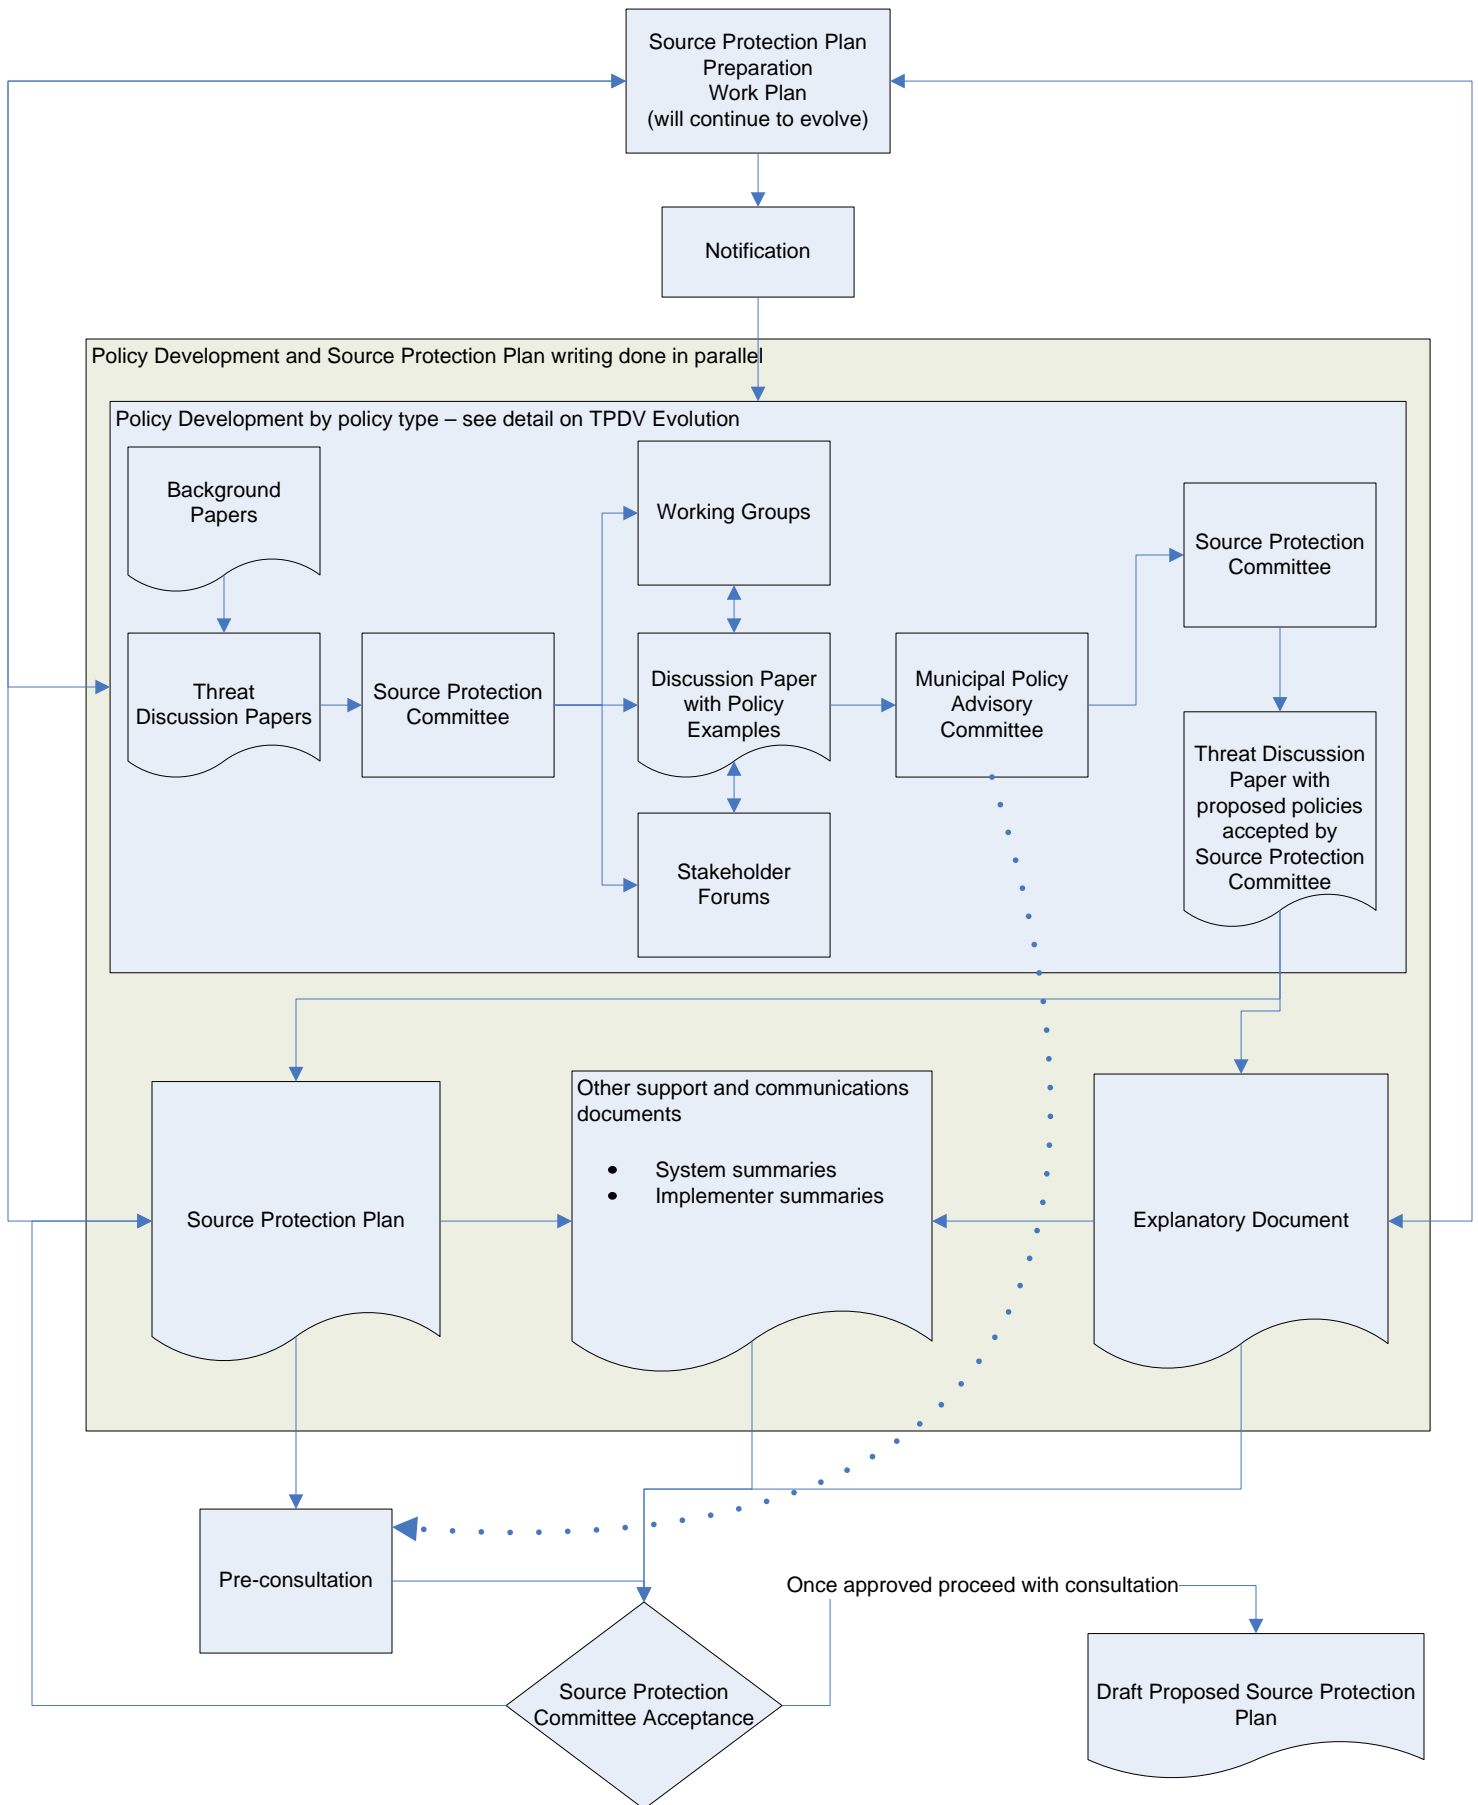 Source Protection Plan
Preparation
Work Plan
(will continue to evolve)
Notification
Policy Development and Source Protection Plan writing done in parallel
Policy Development by policy type – see detail on TPDV Evolution
Background
Papers
Working Groups
Source Protection
Committee
Threat
Discussion Papers
Source Protection
Committee
Discussion Paper
with Policy
Examples
Municipal Policy
Advisory
Committee
Threat Discussion
Paper with
proposed policies
accepted by
Source Protection
Committee
Stakeholder
Forums
Source Protection Plan
Other support and communications
documents
• System summaries
• Implementer summaries
Explanatory Document
Pre-consultation
Once approved proceed with consultation
Source Protection
Committee Acceptance
Draft Proposed Source Protection
Plan